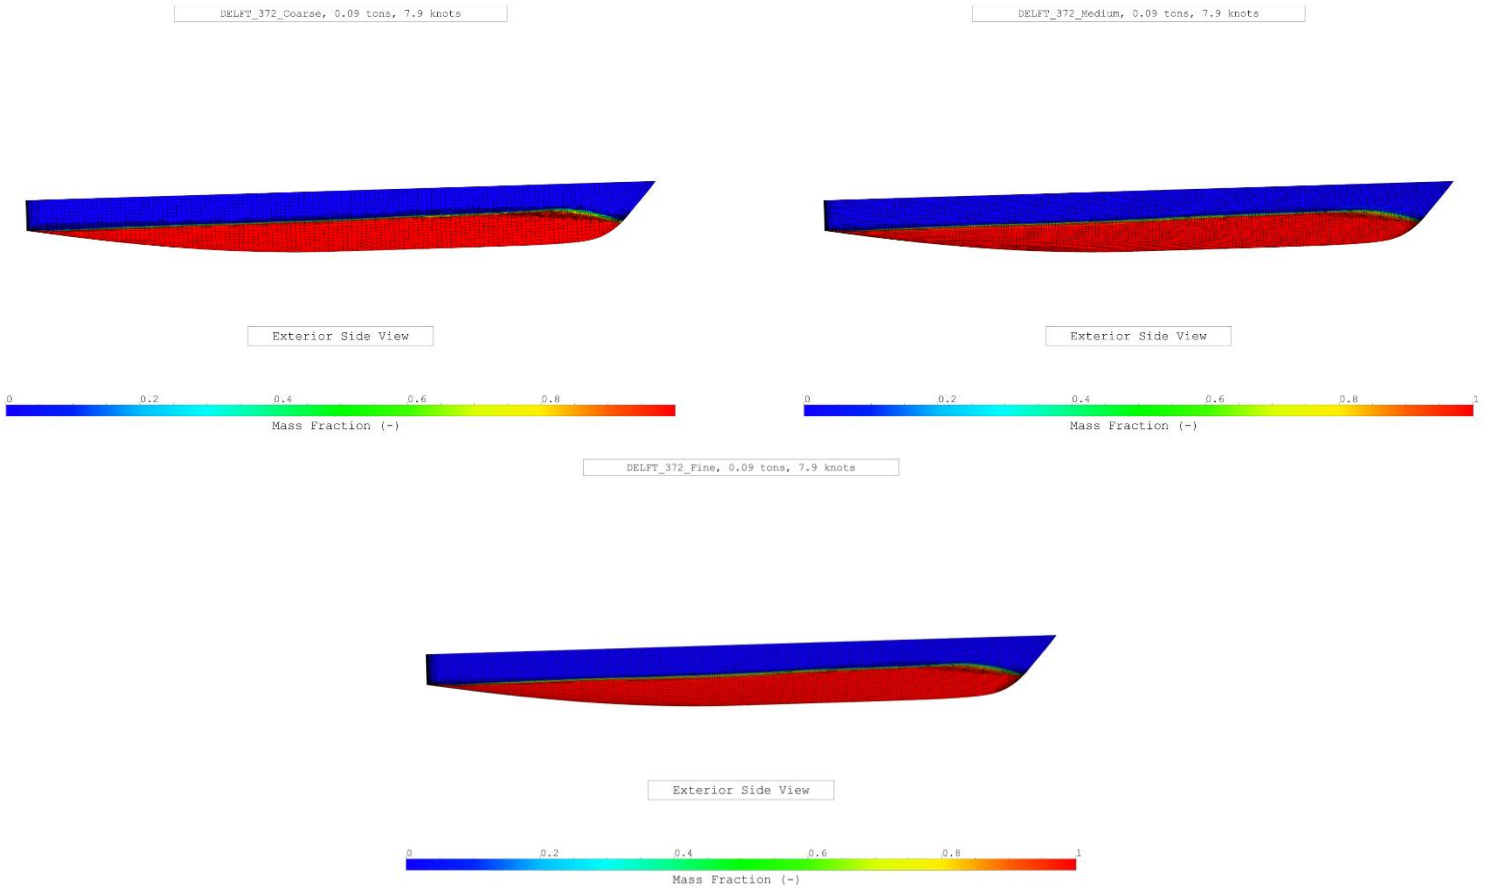 DELFT_372_Coarse, 0.09 tons, 7.9 knots
Exterior Side View
0 0.2 0.4 0.6 0.8
Mass Fraction (-)
DELFT_372_Medium, 0.09 tons, 7.9 knots
Exterior Side View
0 0.2 0.4 0.6 0.8 1
Mass Fraction (-)
DELFT_372_Fine, 0.09 tons, 7.9 knots
Exterior Side View
0 0.2 0.4 0.6 0.8 1
Mass Fraction (-)